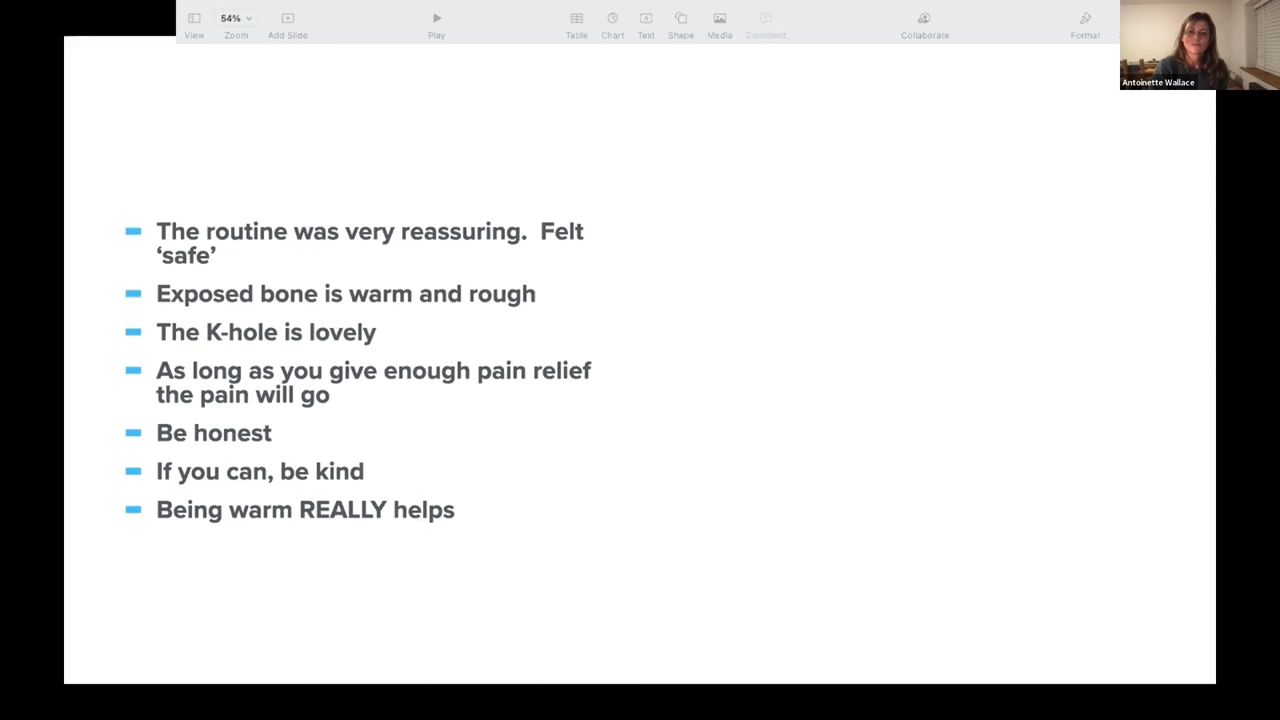 54%
View
Zoom
Add Slide
Play
Table
Chart
Text
Shape
Media
Comment
Collaborate
Format
Antoinette Wallace
The routine was very reassuring.  Felt
‘safe’
Exposed bone is warm and rough
The K-hole is lovely
As long as you give enough pain relief
the pain will go
Be honest
If you can, be kind
Being warm REALLY helps